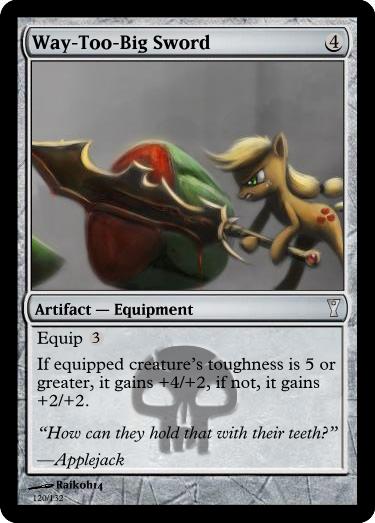 Way-Too-Big Sword 4
Artifact — Equipment
Equip 3
If equipped creature's toughness is 5 or
greater, it gains +4/+2, if not, it gains
+2/+2.
“How can they hold that with their teeth?”
—Applejack
Raikoh14
120/132